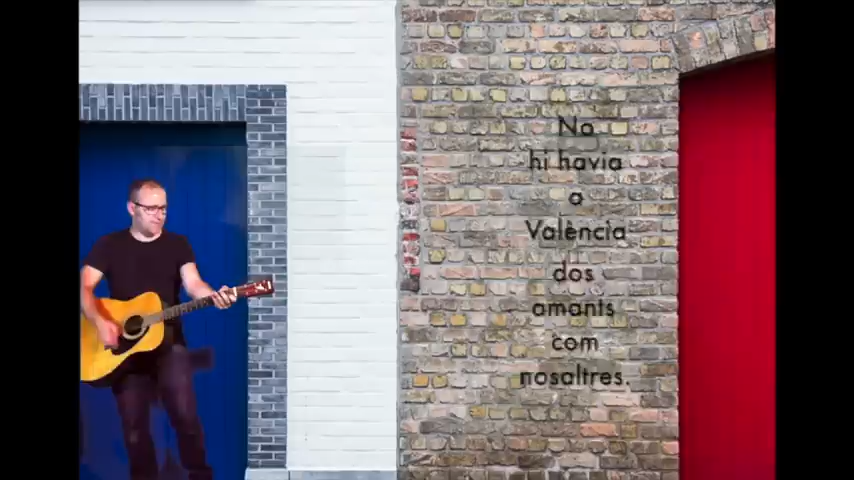 No
hi havia
a
València
dos
amants
com
nosaltres.